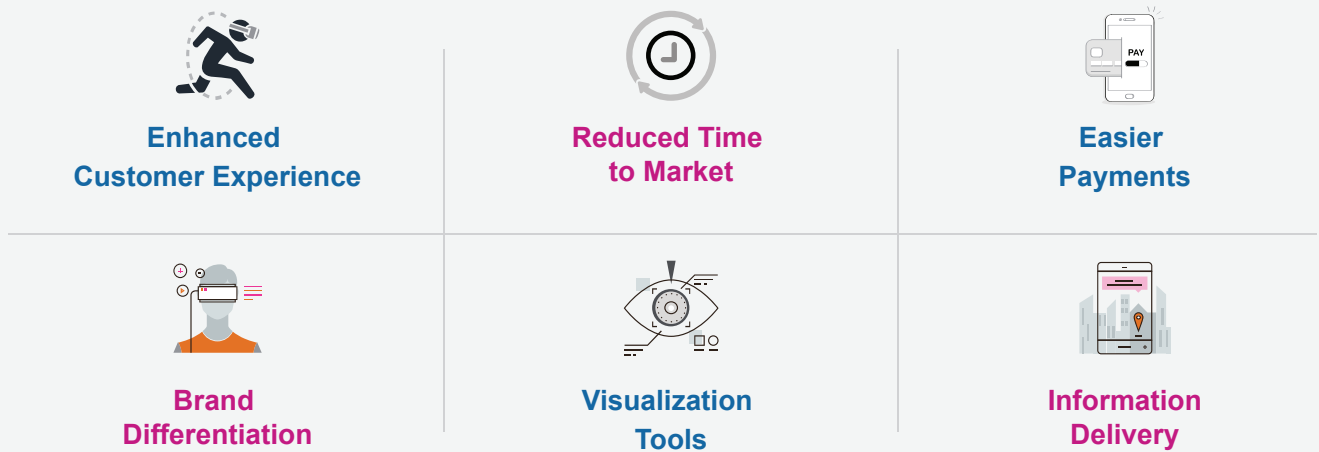 PAY
Enhanced
Customer Experience
Reduced Time
to Market
Easier
Payments
Brand
Differentiation
Visualization
Tools
Information
Delivery